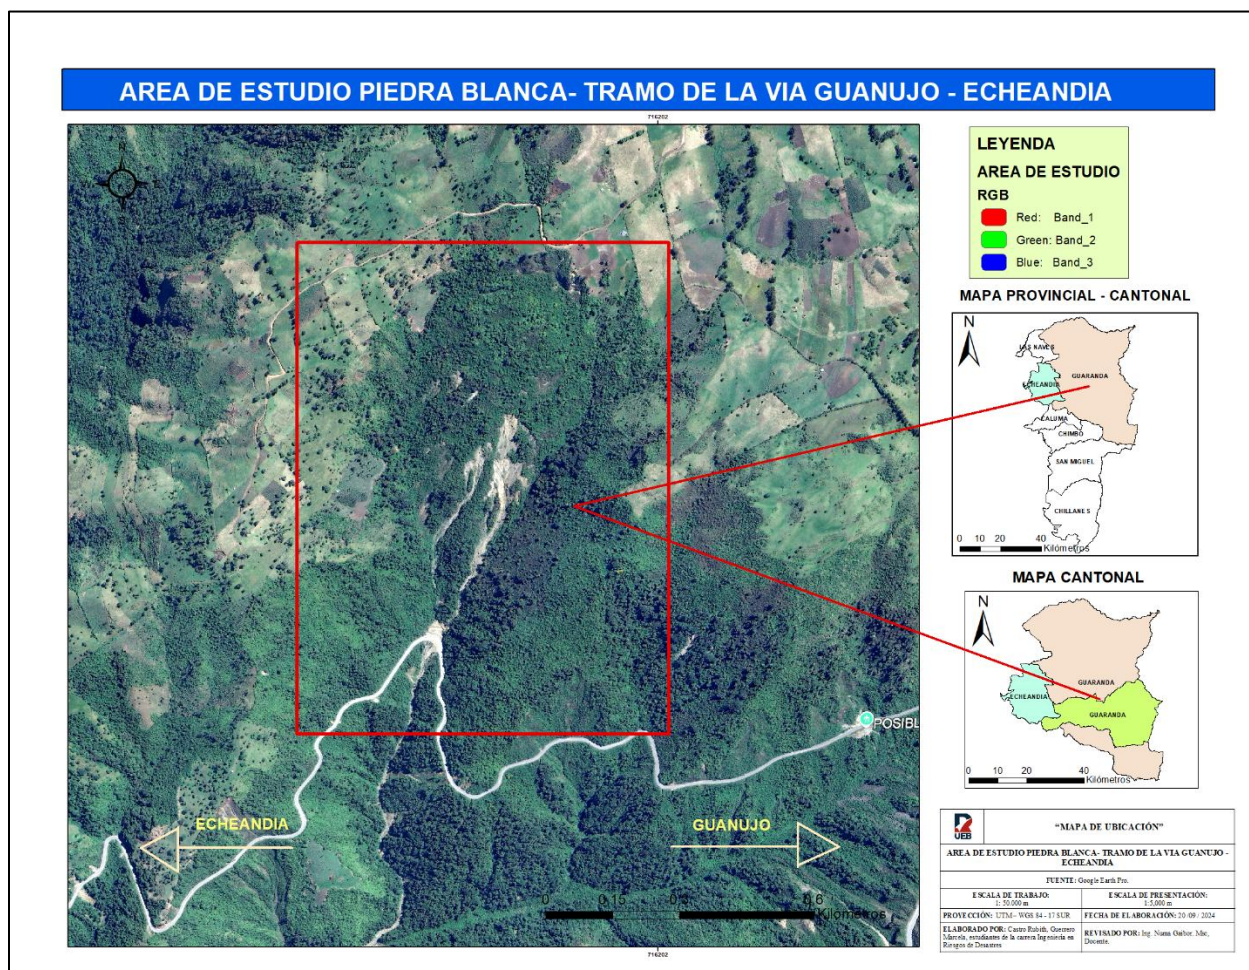 AREA DE ESTUDIO PIEDRA BLANCA- TRAMO DE LA VIA GUANUJO - ECHEANDIA
716202
POSIBL
ECHEANDIA
GUANUJO
0 0.15 0.3 0.6
Kilómetros
716202
LEYENDA
AREA DE ESTUDIO
RGB
Red: Band_1
Green: Band_2
Blue: Band_3
MAPA PROVINCIAL - CANTONAL
N
LAS NAVES
GUARANDA
ECHEANDIA
CALUMA
CHIMBO
SAN MIGUEL
CHILLANES
0 10 20 40
Kilómetros
MAPA CANTONAL
N
GUARANDA
ECHEANDIA
GUARANDA
0 10 20 40
Kilómetros
UEB
“MAPA DE UBICACIÓN”
AREA DE ESTUDIO PIEDRA BLANCA- TRAMO DE LA VIA GUANUJO -
ECHEANDIA
FUENTE: Google Earth Pro.
ESCALA DE TRABAJO:
1: 50.000 m
ESCALA DE PRESENTACIÓN:
1:5,000 m
PROYECCIÓN: UTM– WGS 84 - 17 SUR
FECHA DE ELABORACIÓN: 20 /09 / 2024
ELABORADO POR: Castro Rubith, Guerrero
Marcela, estudiantes de la carrera Ingeniería en
Riesgos de Desastres
REVISADO POR: Ing. Numa Gaibor. Msc,
Docente.